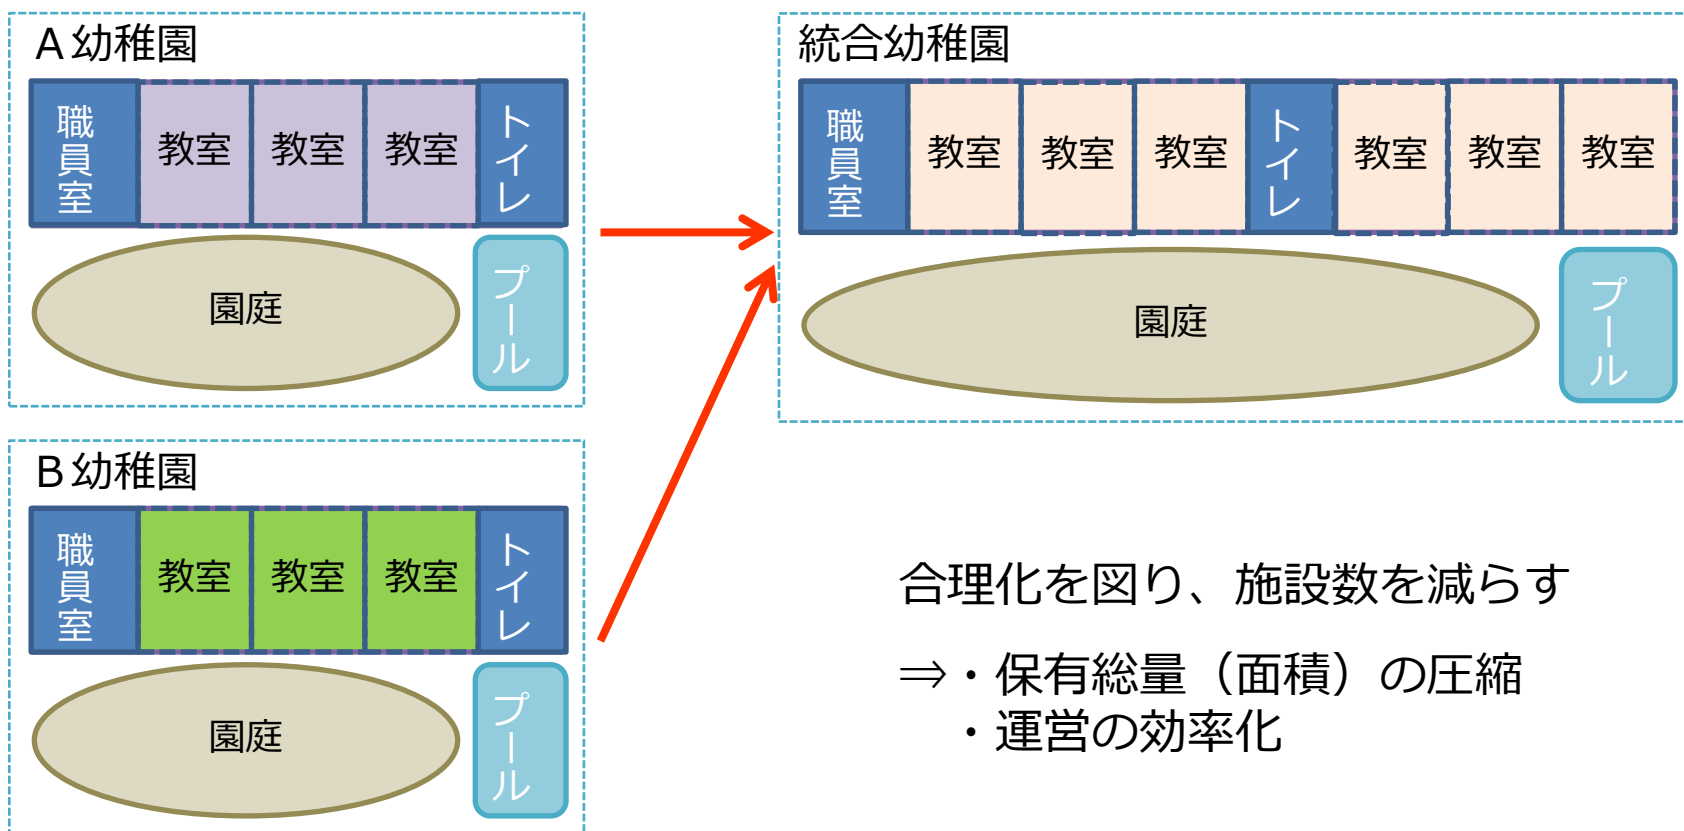 A幼稚園
職員室
教室
教室
教室
トイレ
園庭
プール
B幼稚園
職員室
教室
教室
教室
トイレ
園庭
プール
統合幼稚園
職員室
教室
教室
教室
トイレ
教室
教室
教室
園庭
プール
合理化を図り、施設数を減らす
⇒・保有総量（面積）の圧縮
・運営の効率化